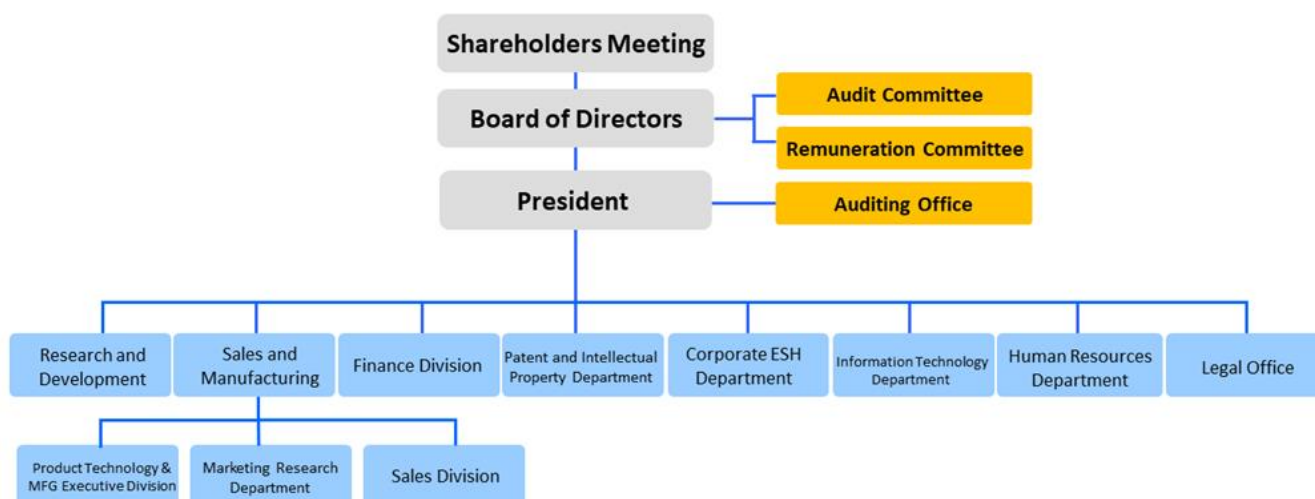 Shareholders Meeting
Board of Directors
Audit Committee
Remuneration Committee
President
Auditing Office
Research and
Development
Sales and
Manufacturing
Finance Division
Patent and Intellectual
Property Department
Corporate ESH
Department
Information Technology
Department
Human Resources
Department
Legal Office
Product Technology &
MFG Executive Division
Marketing Research
Department
Sales Division